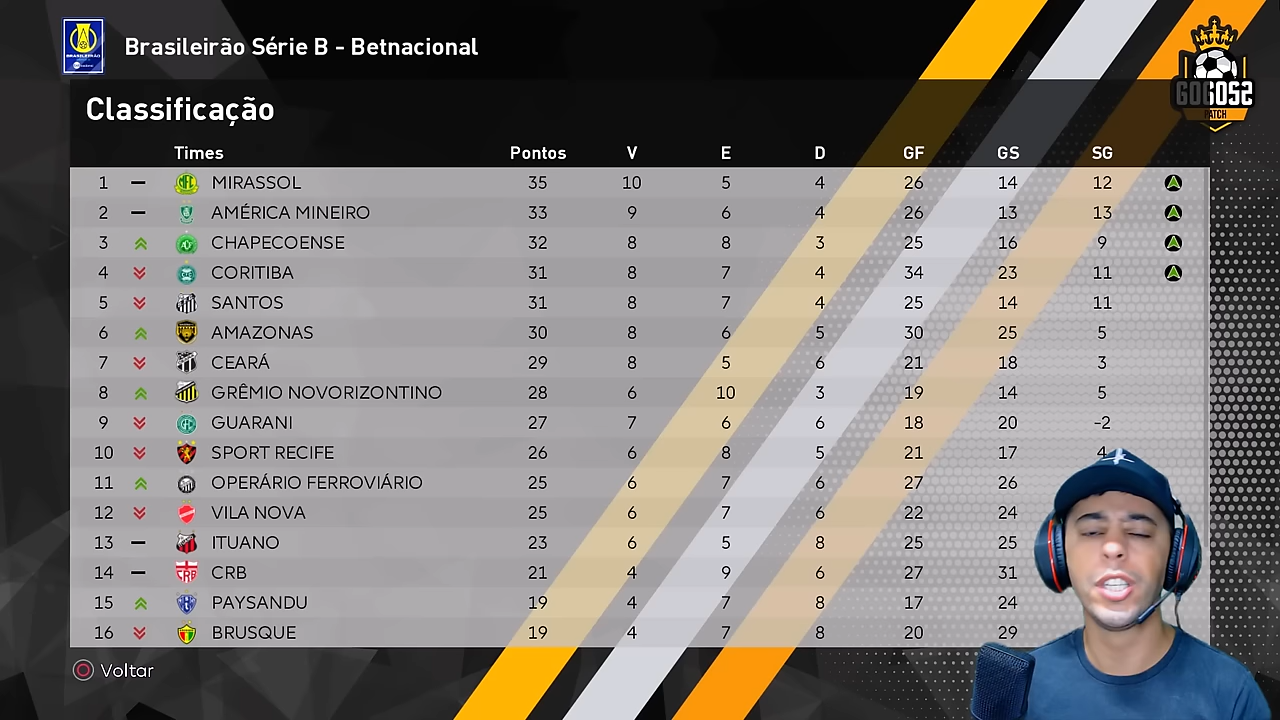 Brasileirão Série B - Betnacional
GOGOS2
PATCH
Classificação
Times Pontos V E D GF GS SG
1 MIRASSOL 35 10 5 4 26 14 12
2 AMÉRICA MINEIRO 33 9 6 4 26 13 13
3 CHAPECOENSE 32 8 8 3 25 16 9
4 CORITIBA 31 8 7 4 34 23 11
5 SANTOS 31 8 7 4 25 14 11
6 AMAZONAS 30 8 6 5 30 25 5
7 CEARÁ 29 8 5 6 21 18 3
8 GRÊMIO NOVORIZONTINO 28 6 10 3 19 14 5
9 GUARANI 27 7 6 6 18 20 -2
10 SPORT RECIFE 26 6 8 5 21 17 4
11 OPERÁRIO FERROVIÁRIO 25 6 7 6 27 26
12 VILA NOVA 25 6 7 6 22 24
13 ITUANO 23 6 5 8 25 25
14 CRB 21 4 9 6 27 31
15 PAYSANDU 19 4 7 8 17 24
16 BRUSQUE 19 4 7 8 20 29
Voltar